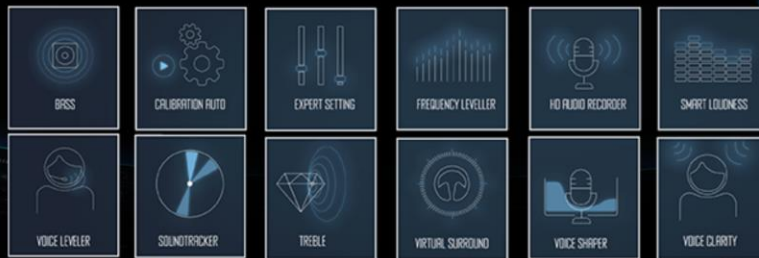 BASS
CALIBRATION AUTO
EXPERT SETTING
FREQUENCY LEVELLER
HD AUDIO RECORDER
SMART LOUDNESS
VOICE LEVELER
SOUNDTRACKER
TREBLE
VIRTUAL SURROUND
VOICE SHAPER
VOICE CLARITY